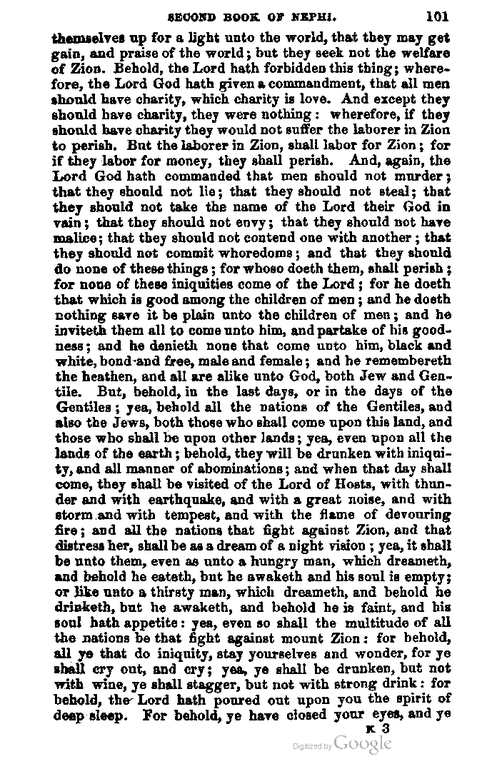 SECOND BOOK OF NEPHI. 101
themselves up for a light unto the world, that they may get
gain, and praise of the world; but they seek not the welfare
of Zion. Behold, the Lord hath forbidden this thing; where-
fore, the Lord God hath given a commandment, that all men
should have charity, which charity is love. And except they
should have charity, they were nothing: wherefore, if they
should have charity they would not suffer the laborer in Zion
to perish. But the laborer in Zion, shall labor for Zion; for
if they labor for money, they shall perish. And, again, the
Lord God hath commanded that men should not murder;
that they should not lie; that they should not steal; that
they should not take the name of the Lord their God in
vain; that they should not envy; that they should not have
malice; that they should not contend one with another; that
they should not commit whoredoms; and that they should
do none of these things; for whoso doeth them, shall perish;
for none of these iniquities come of the Lord; for he doeth
that which is good among the children of men; and he doeth
nothing save it be plain unto the children of men; and he
inviteth them all to come unto him, and partake of his good-
ness; and he denieth none that come unto him, black and
white, bond and free, male and female; and he remembereth
the heathen, and all are alike unto God, both Jew and Gen-
tile. But, behold, in the last days, or in the days of the
Gentiles; yea, behold all the nations of the Gentiles, and
also the Jews, both those who shall come upon this land, and
those who shall be upon other lands; yea, even upon all the
lands of the earth; behold, they will be drunken with iniqui-
ty, and all manner of abominations; and when that day shall
come, they shall be visited of the Lord of Hosts, with thun-
der and with earthquake, and with a great noise, and with
storm and with tempest, and with the flame of devouring
fire; and all the nations that fight against Zion, and that
distress her, shall be as a dream of a night vision; yea, it shall
be unto them, even as unto a hungry man, which dreameth,
and behold he eateth, but he awaketh and his soul is empty;
or like unto a thirsty man, which dreameth, and behold he
drinketh, but he awaketh, and behold he is faint, and his
soul hath appetite: yea, even so shall the multitude of all
the nations be that fight against mount Zion: for behold,
all ye that do iniquity, stay yourselves and wonder, for ye
shall cry out, and cry; yea, ye shall be drunken, but not
with wine, ye shall stagger, but not with strong drink: for
behold, the Lord hath poured out upon you the spirit of
deep sleep. For behold, ye have closed your eyes, and ye
K 3
Digitized by Google